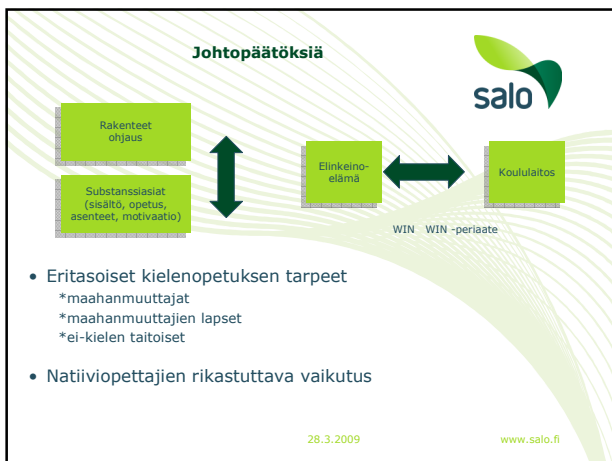 Johtopäätöksiä
salo
Rakenteet
ohjaus
Substanssiasiat
(sisältö, opetus,
asenteet, motivaatio)
Elinkeino-
elämä
Koululaitos
WIN WIN -periaate
• Eritasoiset kielenopetuksen tarpeet
*maahanmuuttajat
*maahanmuuttajien lapset
*ei-kielen taitoiset
• Natiiviopettajien rikastuttava vaikutus
28.3.2009
www.salo.fi